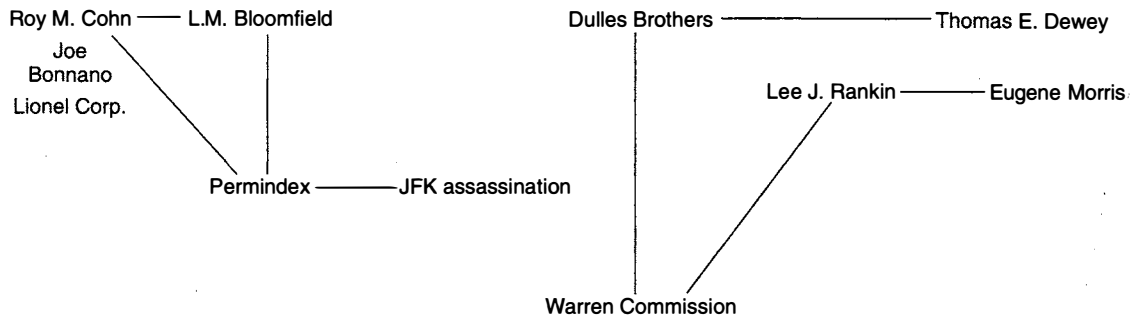 Roy M. Cohn
L.M. Bloomfield
Dulles Brothers
Thomas E. Dewey
Joe
Bonnano
Lionel Corp.
Lee J. Rankin
Eugene Morris
Permindex
JFK assassination
Warren Commission